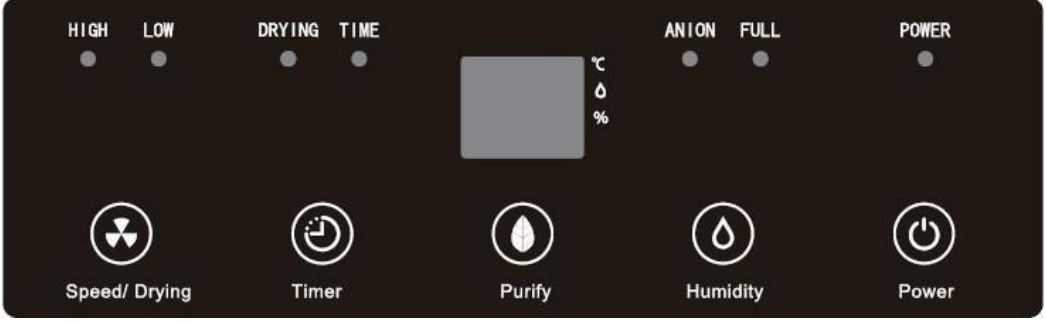 HIGH LOW DRYING TIME ANION FULL POWER
℃
%
Speed/ Drying Timer Purify Humidity Power